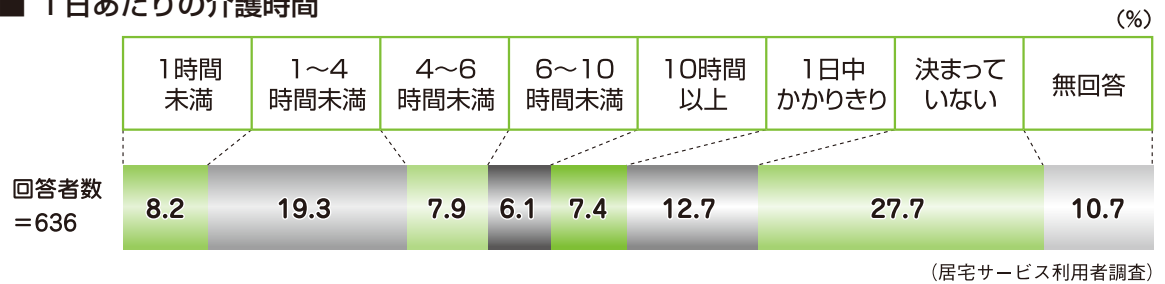 ■ 1日あたりの介護時間
（%）
1時間
未満
1～4
時間未満
4～6
時間未満
6～10
時間未満
10時間
以上
1日中
かかりきり
決まって
いない
無回答
回答者数
＝636
8.2 19.3 7.9 6.1 7.4 12.7 27.7 10.7
（居宅サービス利用者調査）